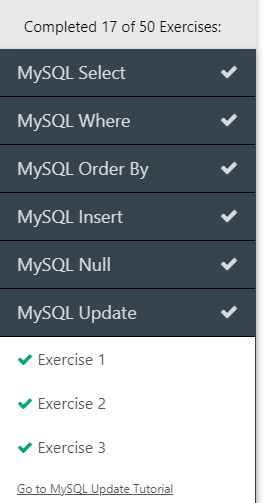 Completed 17 of 50 Exercises:
MySQL Select
MySQL Where
MySQL Order By
MySQL Insert
MySQL Null
MySQL Update
Exercise 1
Exercise 2
Exercise 3
Go to MySQL Update Tutorial